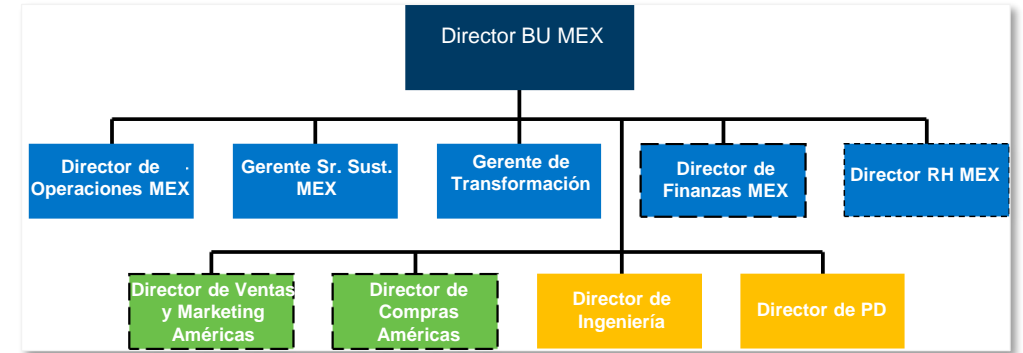 Director BU MEX
Director de
Operaciones MEX
Gerente Sr. Sust.
MEX
Gerente de
Transformación
Director de
Finanzas MEX
Director RH MEX
Director de Ventas
y Marketing
Américas
Director de
Compras
Américas
Director de
Ingeniería
Director de PD